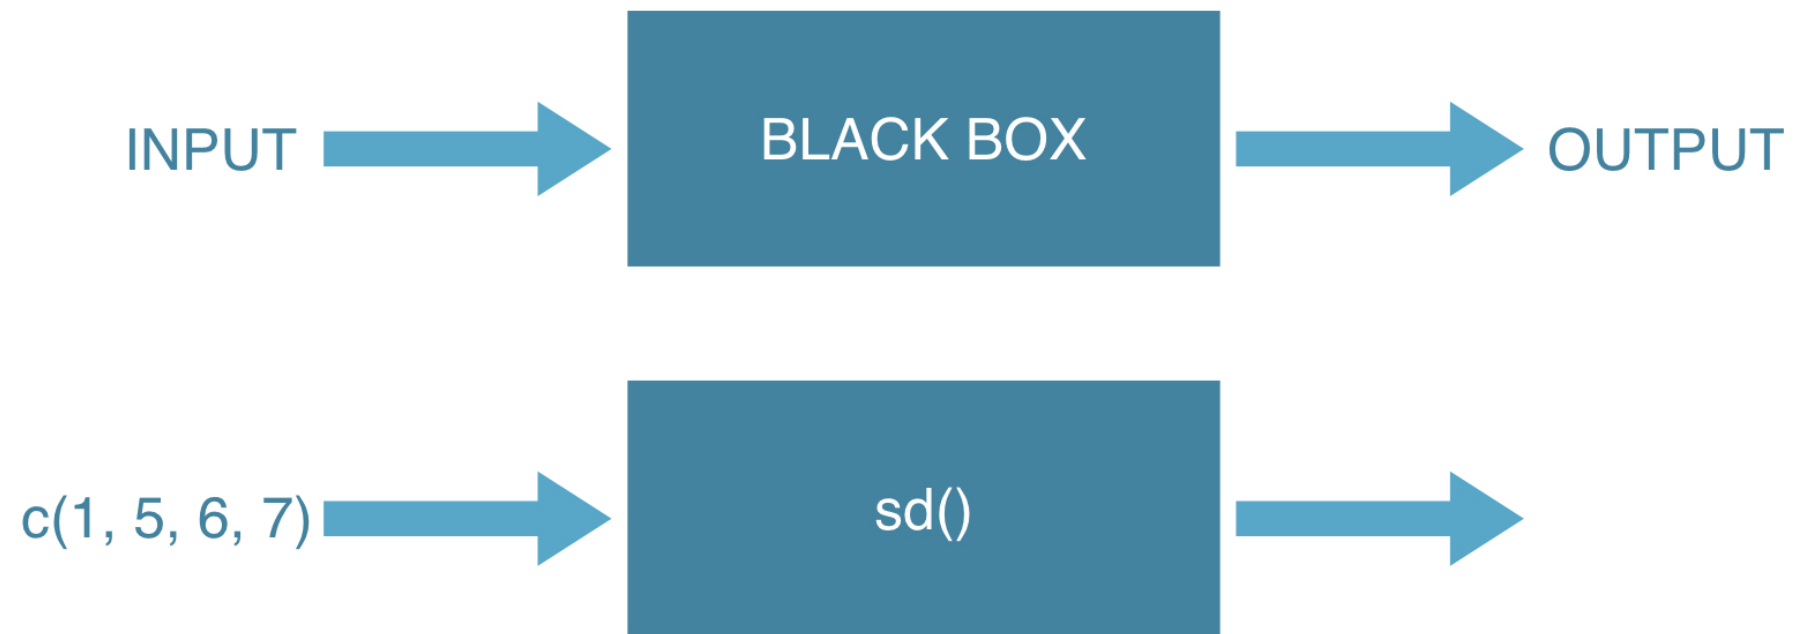 INPUT
BLACK BOX
OUTPUT
c(1, 5, 6, 7)
sd()